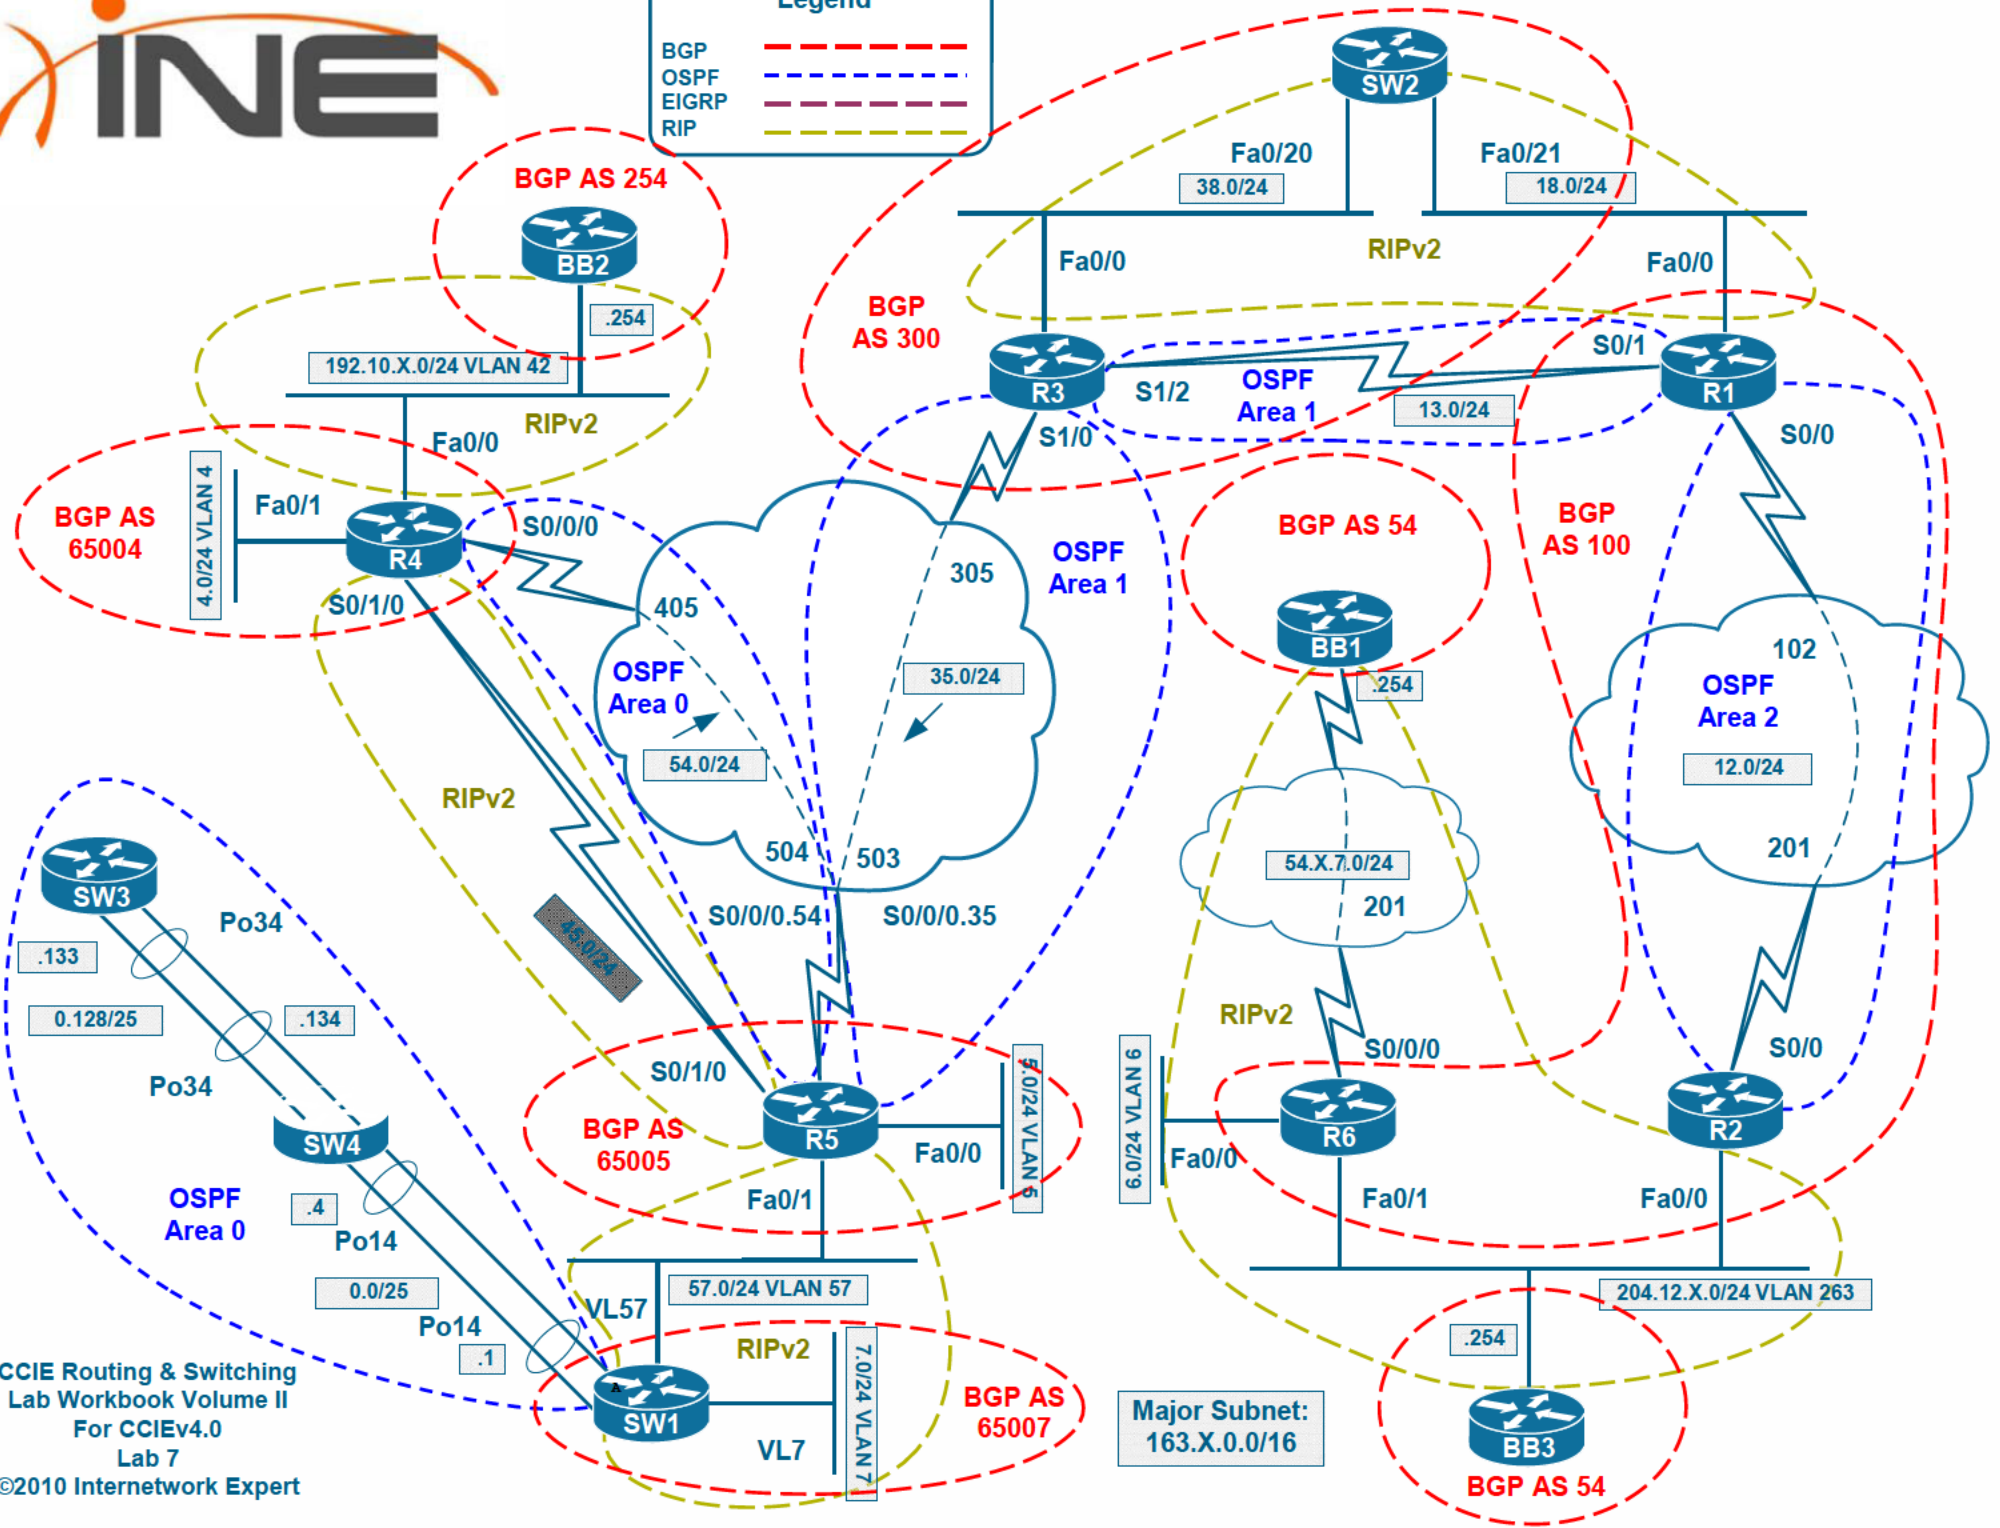 iNE
Legend
BGP
OSPF
EIGRP
RIP
SW2
Fa0/20
38.0/24
Fa0/21
18.0/24
RIPv2
Fa0/0
Fa0/0
BGP AS 254
BB2
.254
192.10.X.0/24 VLAN 42
RIPv2
Fa0/0
BGP
AS 300
R3
S1/2
S1/0
OSPF
Area 1
13.0/24
S0/1
R1
S0/0
BGP AS
65004
4.0/24 VLAN 4
Fa0/1
R4
S0/0/0
S0/1/0
405
305
OSPF
Area 1
OSPF
Area 0
35.0/24
54.0/24
504
503
S0/0/0.54
S0/0/0.35
RIPv2
45.0/24
BGP AS 54
BB1
.254
BGP
AS 100
102
OSPF
Area 2
12.0/24
201
54.X.7.0/24
201
RIPv2
S0/0/0
S0/0
SW3
Po34
.133
0.128/25
.134
Po34
SW4
.4
Po14
0.0/25
Po14
.1
OSPF
Area 0
S0/1/0
BGP AS
65005
R5
Fa0/0
5.0/24 VLAN 5
Fa0/1
6.0/24 VLAN 6
Fa0/0
R6
Fa0/1
R2
Fa0/0
57.0/24 VLAN 57
VL57
RIPv2
A
SW1
VL7
7.0/24 VLAN 7
BGP AS
65007
204.12.X.0/24 VLAN 263
.254
BB3
BGP AS 54
Major Subnet:
163.X.0.0/16
CCIE Routing & Switching
Lab Workbook Volume II
For CCIEv4.0
Lab 7
©2010 Internetwork Expert